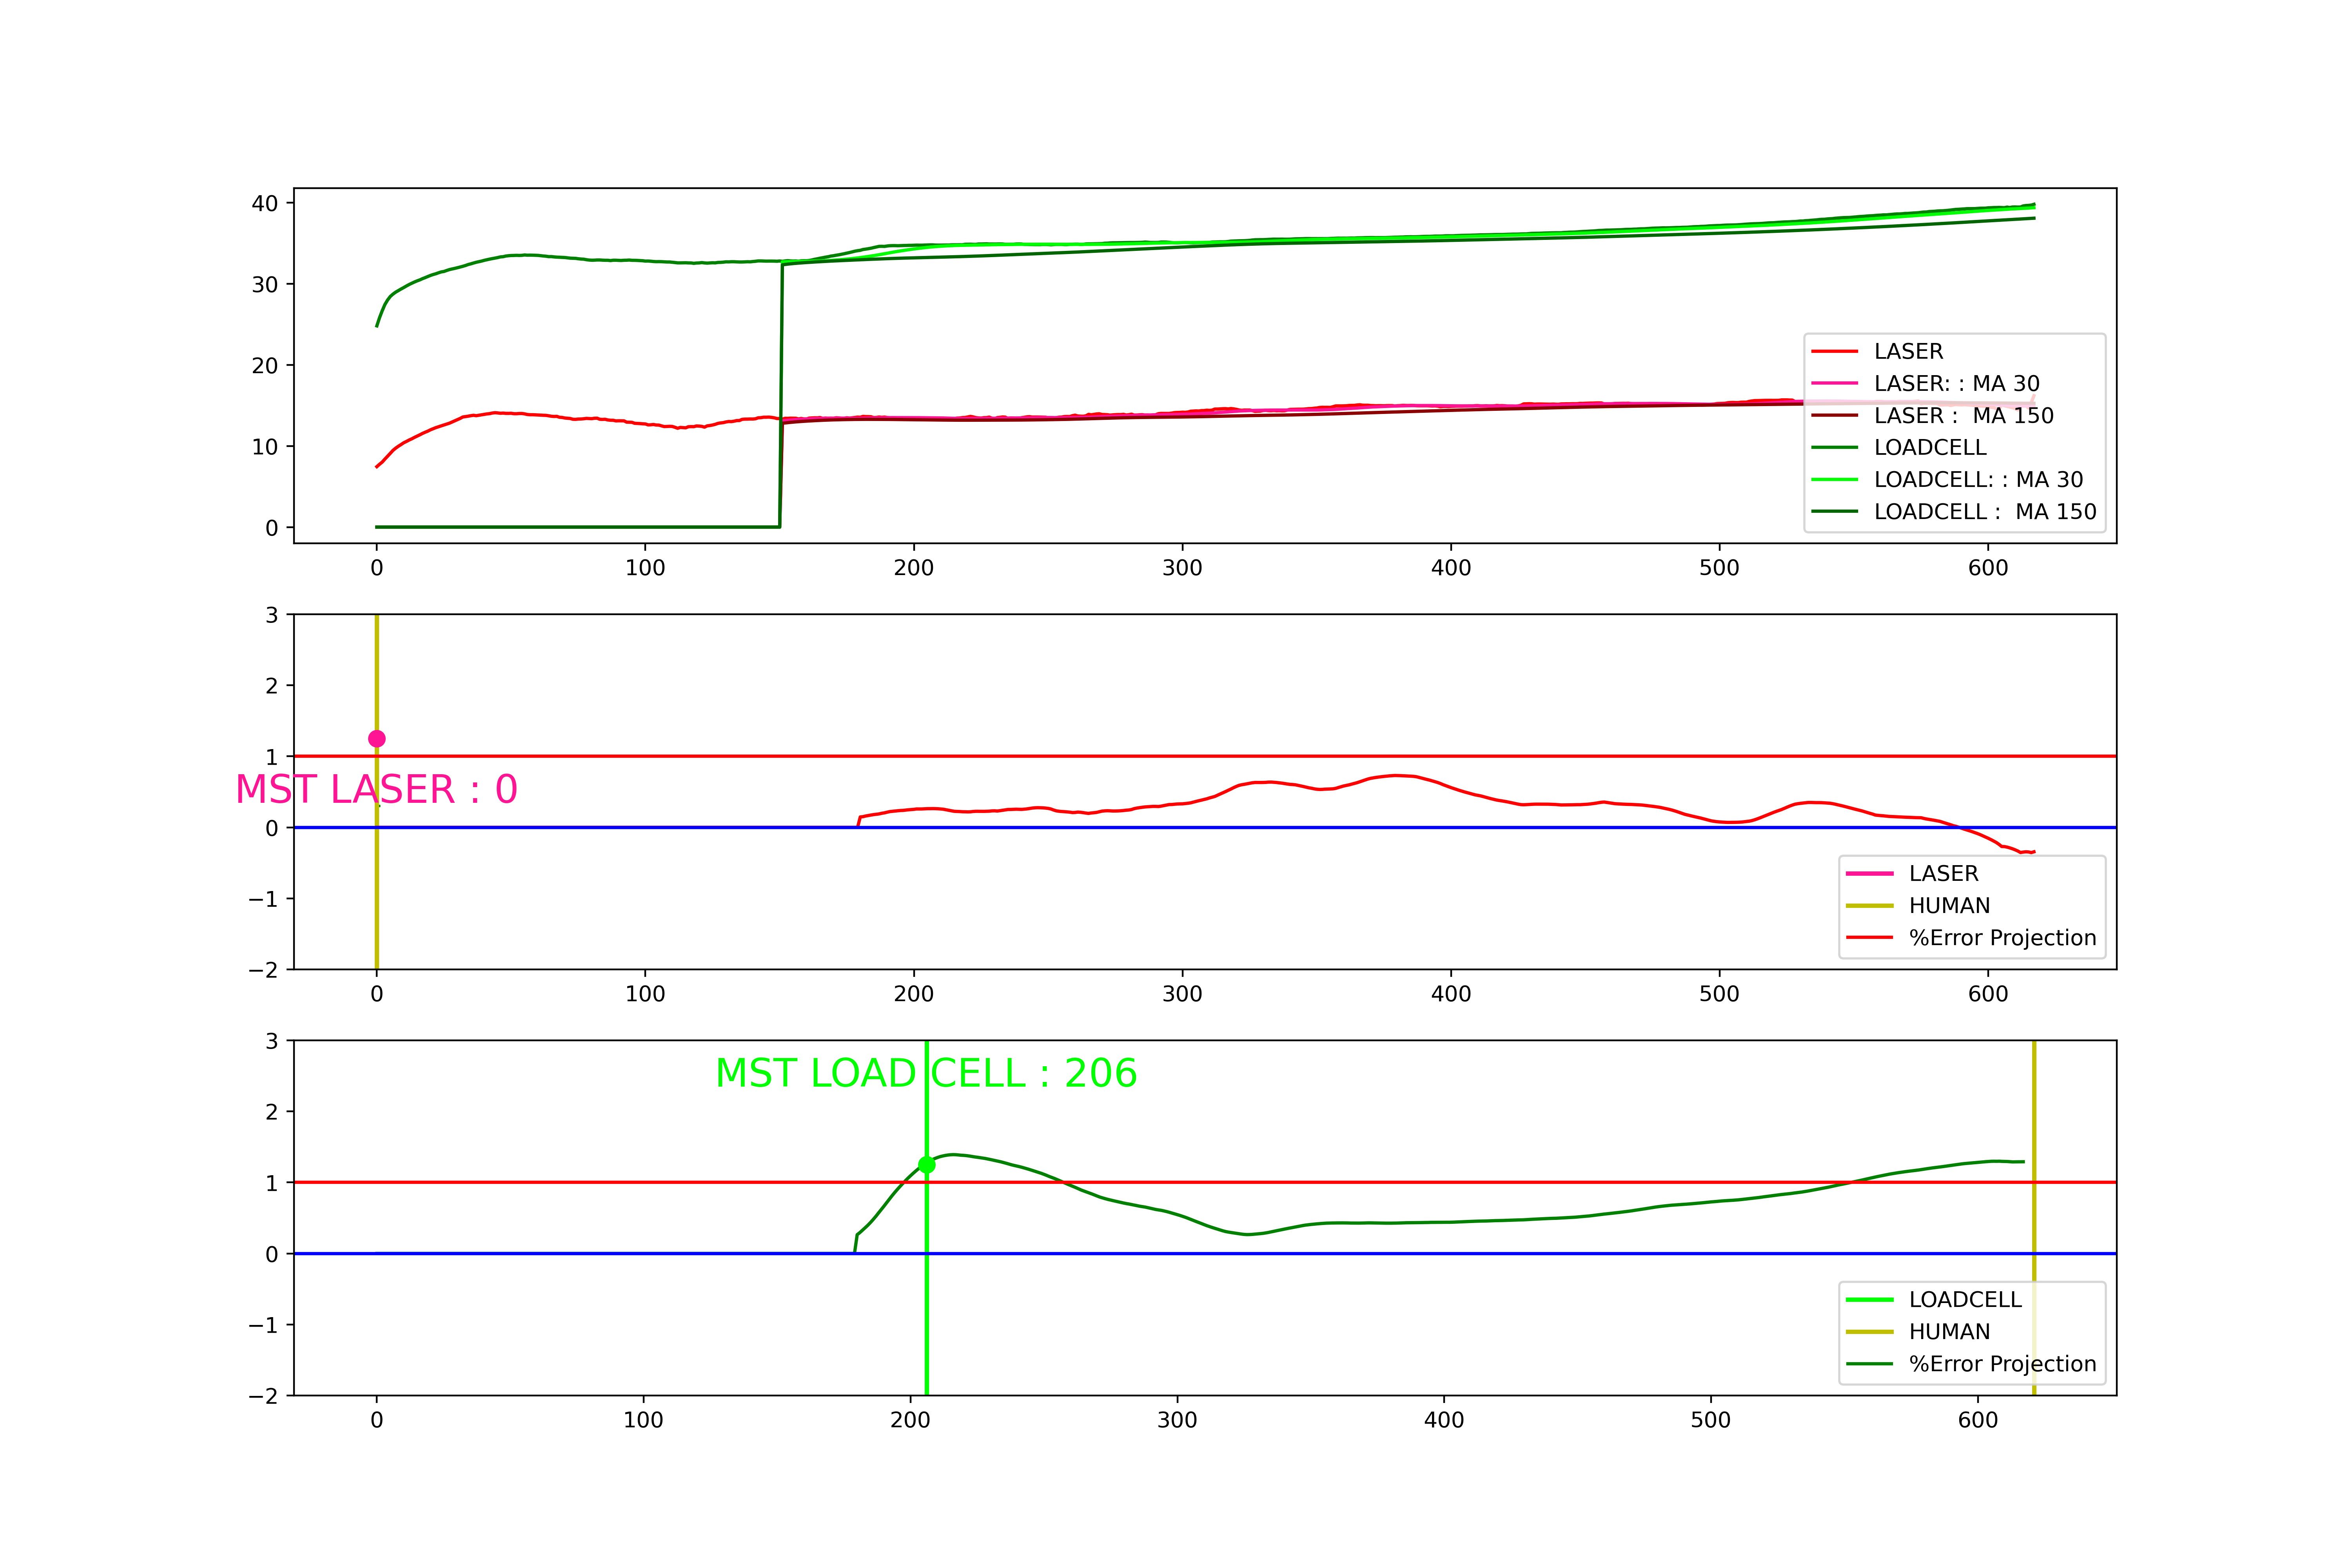 40
30
20
10
0
LASER
LASER: : MA 30
LASER :  MA 150
LOADCELL
LOADCELL: : MA 30
LOADCELL :  MA 150
0 100 200 300 400 500 600
3
2
1
0
−1
−2
MST LASER : 0
LASER
HUMAN
%Error Projection
0 100 200 300 400 500 600
3
2
1
0
−1
−2
MST LOAD CELL : 206
LOADCELL
HUMAN
%Error Projection
0 100 200 300 400 500 600